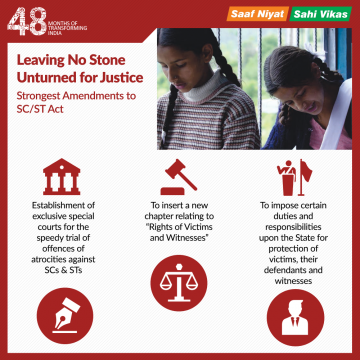 48 MONTHS OF
TRANSFORMING
INDIA
Saaf Niyat Sahi Vikas
Leaving No Stone
Unturned for Justice
Strongest Amendments to
SC/ST Act
Establishment of
exclusive special
courts for the
speedy trial of
offences of
atrocities against
SCs & STs
To insert a new
chapter relating to
"Rights of Victims
and Witnesses"
To impose certain
duties and
responsibilities
upon the State for
protection of
victims, their
defendants and
witnesses